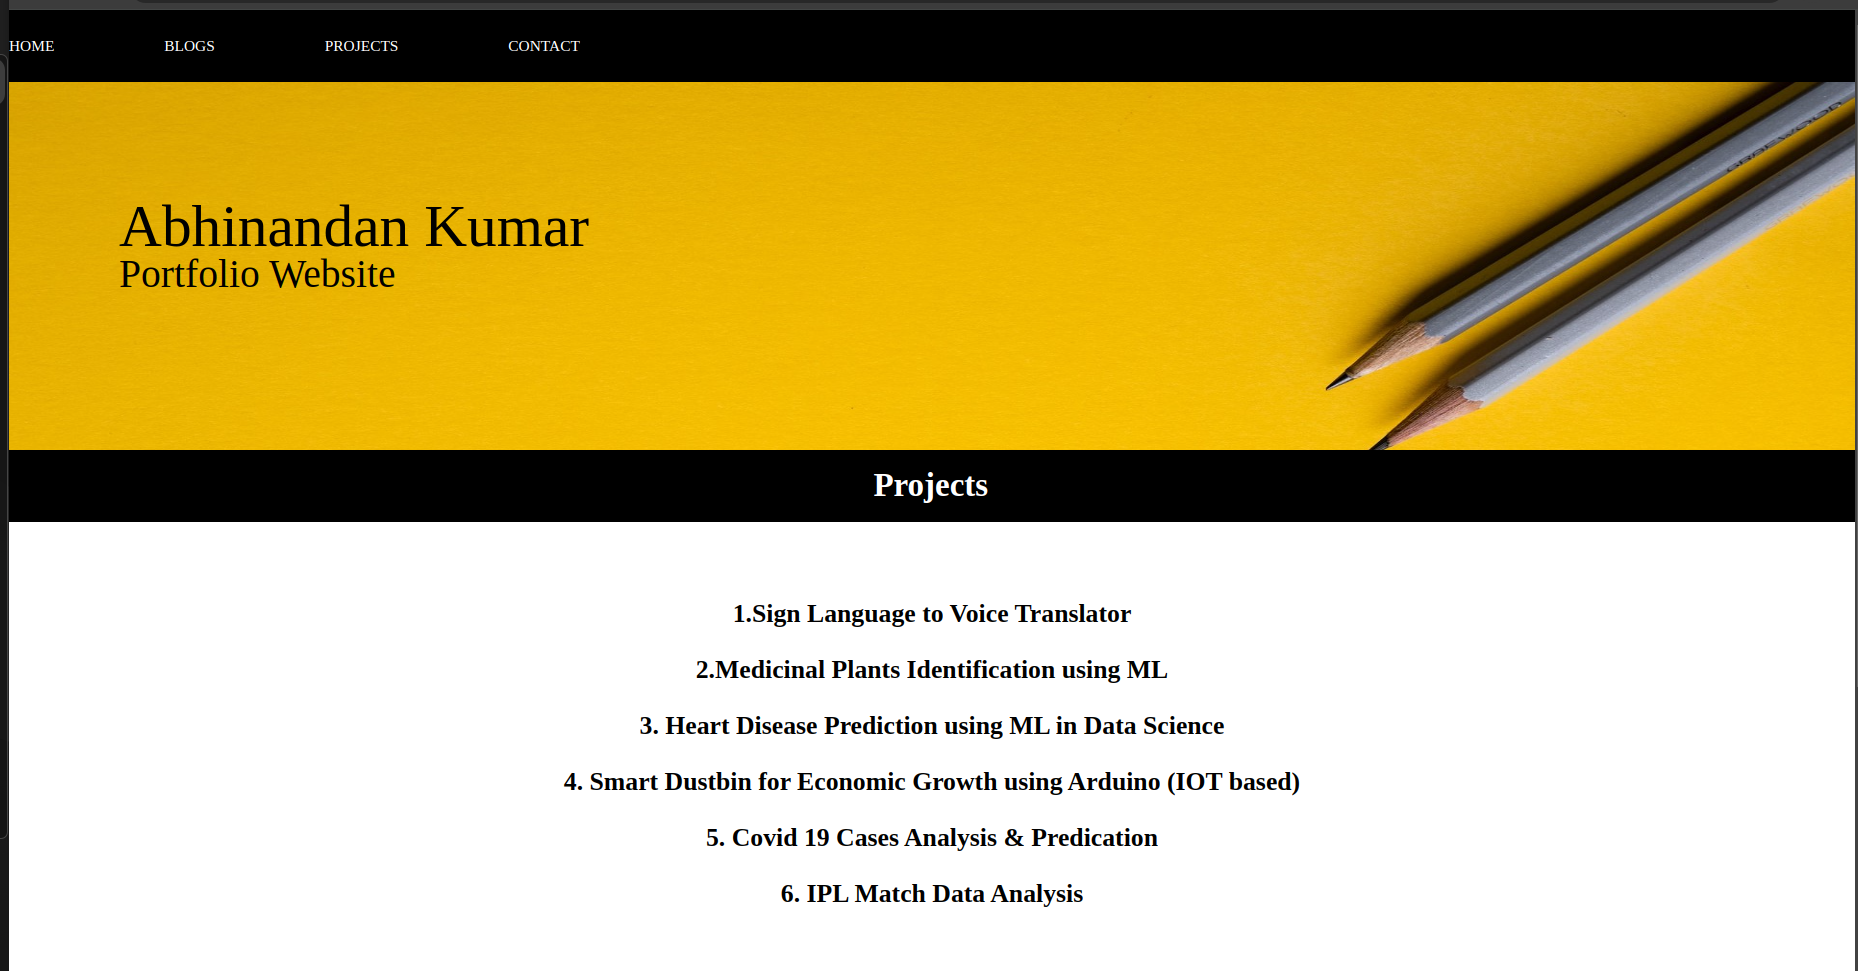 HOME BLOGS PROJECTS CONTACT
Abhinandan Kumar
Portfolio Website
Projects
1.Sign Language to Voice Translator
2.Medicinal Plants Identification using ML
3. Heart Disease Prediction using ML in Data Science
4. Smart Dustbin for Economic Growth using Arduino (IOT based)
5. Covid 19 Cases Analysis & Predication
6. IPL Match Data Analysis